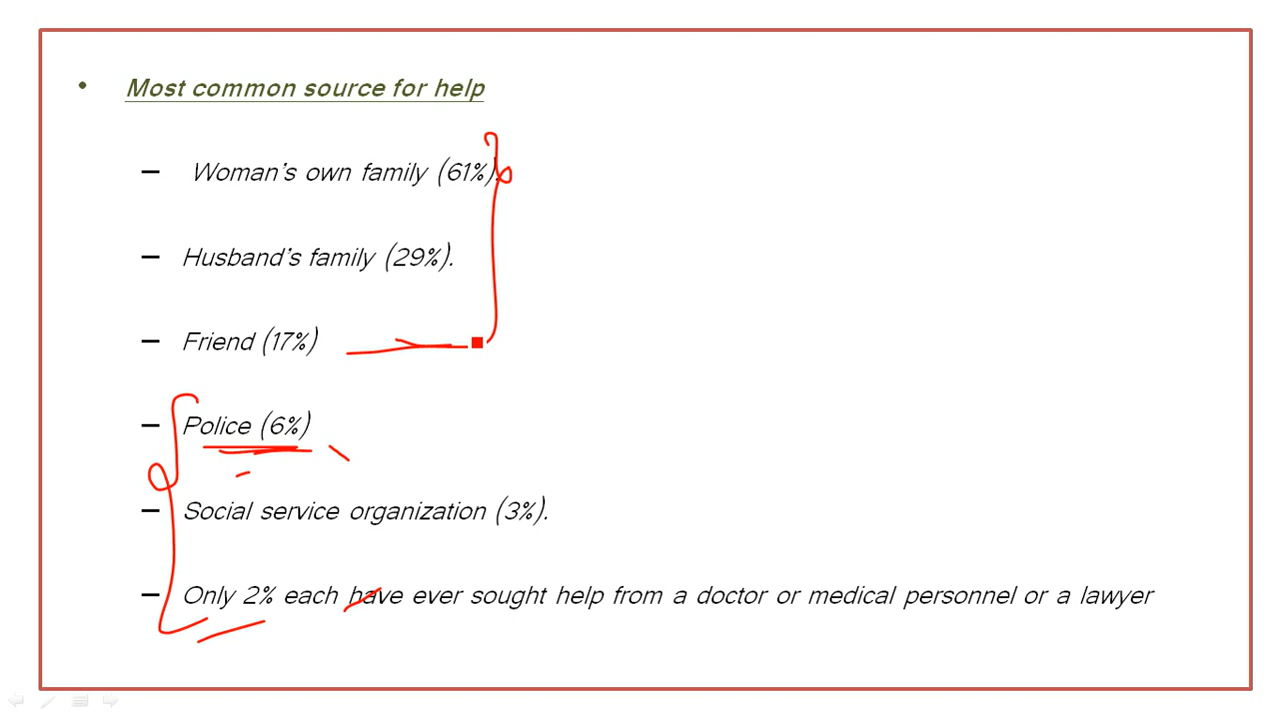 • Most common source for help
– Woman's own family (61%).
– Husband's family (29%).
– Friend (17%)
– Police (6%)
– Social service organization (3%).
– Only 2% each have ever sought help from a doctor or medical personnel or a lawyer